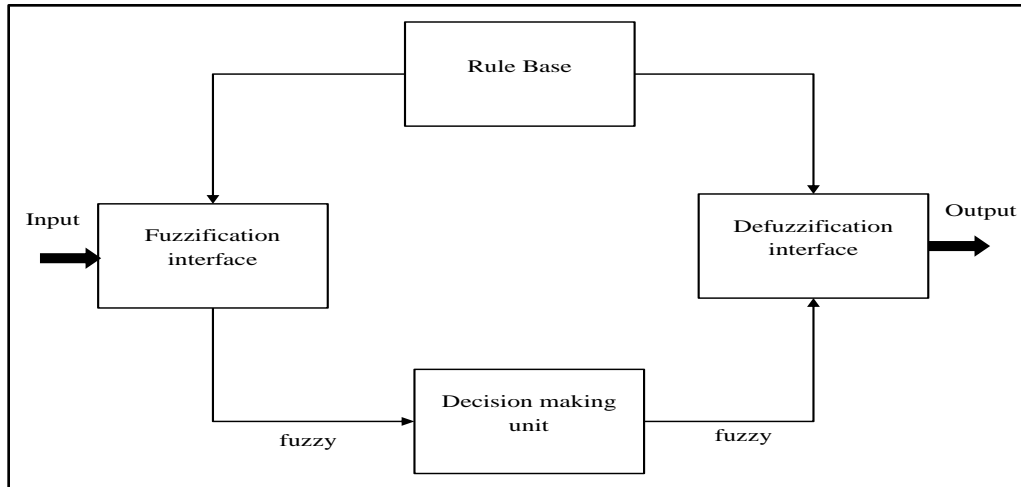 Rule Base
Input
Fuzzification
interface
Defuzzification
interface
Output
Decision making
unit
fuzzy
fuzzy